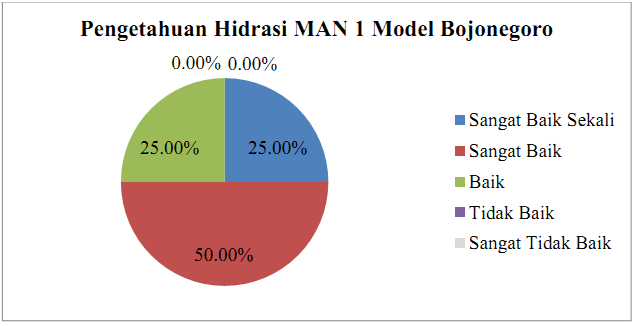 Pengetahuan Hidrasi MAN 1 Model Bojonegoro
0.00% 0.00%
25.00% 25.00%
50.00%
Sangat Baik Sekali
Sangat Baik
Baik
Tidak Baik
Sangat Tidak Baik